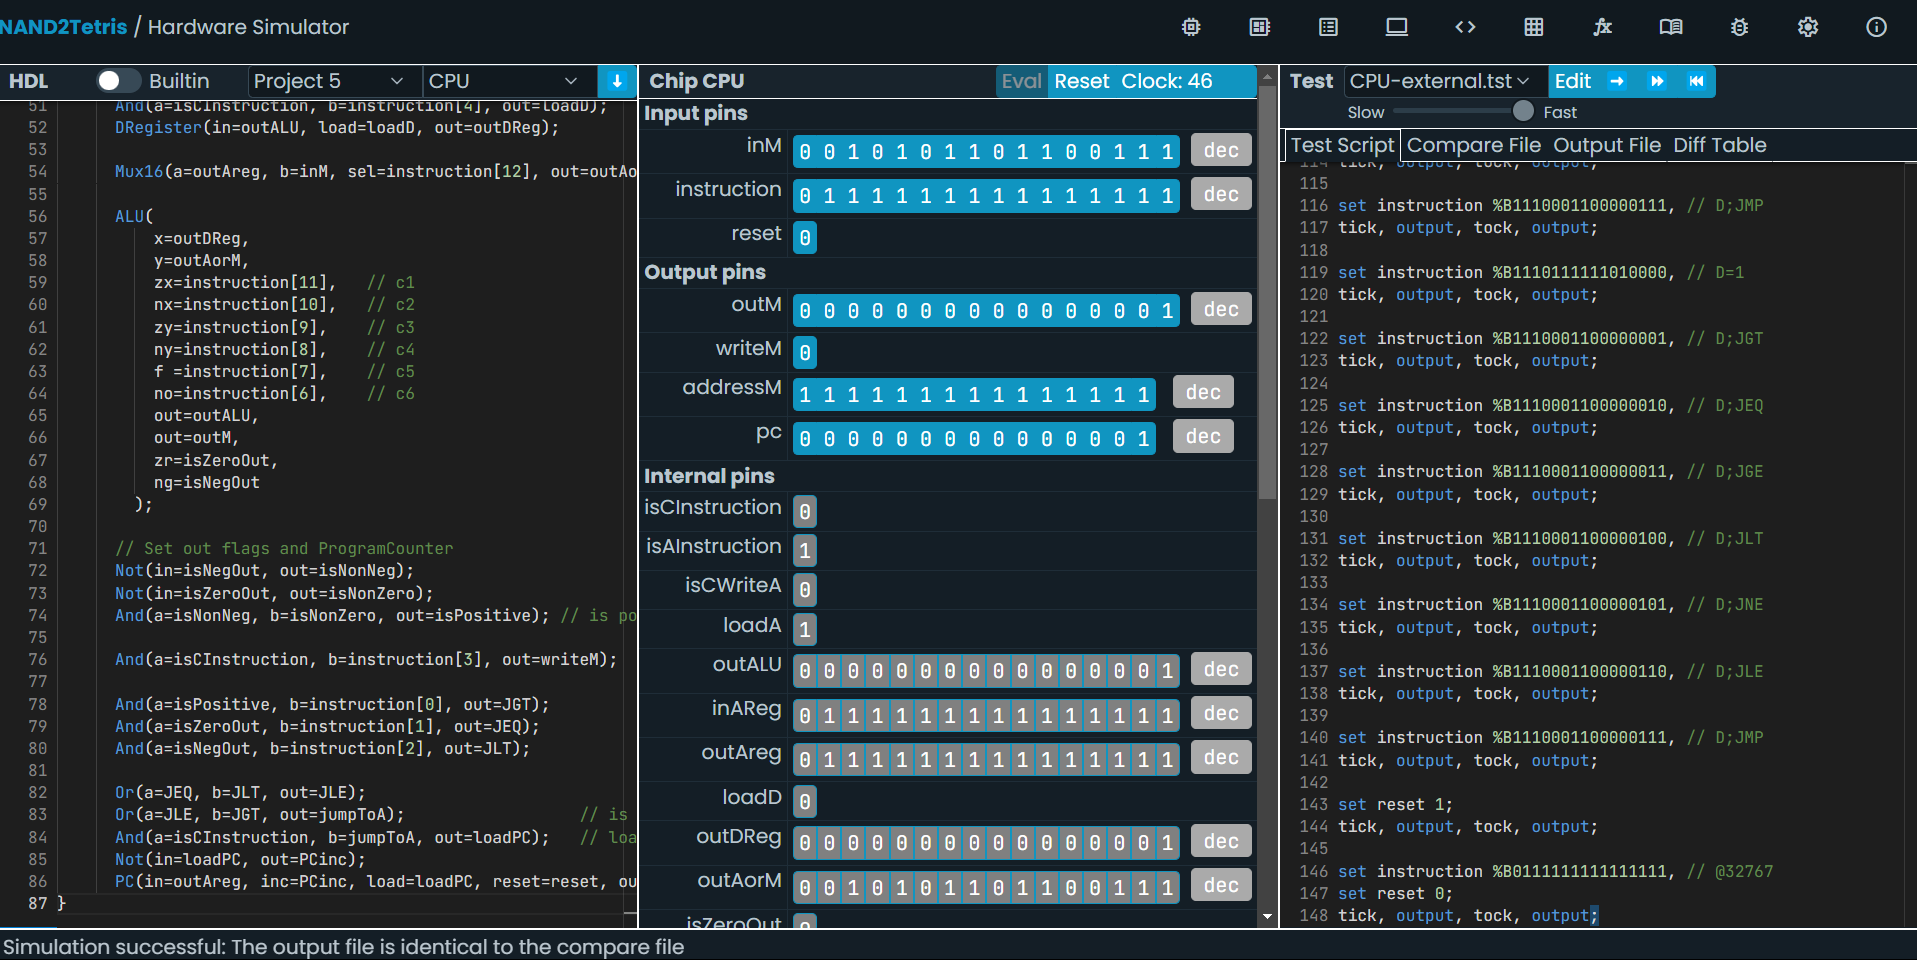 NAND2Tetris / Hardware Simulator
HDL Builtin Project 5 CPU
51 And(a=isCInstruction, b=instruction[4], out=loadD);
52 DRegister(in=outALU, load=loadD, out=outDReg);
53
54 Mux16(a=outAreg, b=inM, sel=instruction[12], out=outAo
55
56 ALU(
57 x=outDReg,
58 y=outAorM,
59 zx=instruction[11], // c1
60 nx=instruction[10], // c2
61 zy=instruction[9], // c3
62 ny=instruction[8], // c4
63 f =instruction[7], // c5
64 no=instruction[6], // c6
65 out=outALU,
66 out=outM,
67 zr=isZeroOut,
68 ng=isNegOut
69 );
70
71 // Set out flags and ProgramCounter
72 Not(in=isNegOut, out=isNonNeg);
73 Not(in=isZeroOut, out=isNonZero);
74 And(a=isNonNeg, b=isNonZero, out=isPositive); // is po
75
76 And(a=isCInstruction, b=instruction[3], out=writeM);
77
78 And(a=isPositive, b=instruction[0], out=JGT);
79 And(a=isZeroOut, b=instruction[1], out=JEQ);
80 And(a=isNegOut, b=instruction[2], out=JLT);
81
82 Or(a=JEQ, b=JLT, out=JLE);
83 Or(a=JLE, b=JGT, out=jumpToA); // is
84 And(a=isCInstruction, b=jumpToA, out=loadPC); // loa
85 Not(in=loadPC, out=PCinc);
86 PC(in=outAreg, inc=PCinc, load=loadPC, reset=reset, ou
87 }
Chip CPU Eval Reset Clock: 46
Input pins
inM 0 0 1 0 1 0 1 1 0 1 1 0 0 1 1 1 dec
instruction 0 1 1 1 1 1 1 1 1 1 1 1 1 1 1 1 dec
reset 0
Output pins
outM 0 0 0 0 0 0 0 0 0 0 0 0 0 0 0 1 dec
writeM 0
addressM 1 1 1 1 1 1 1 1 1 1 1 1 1 1 1 dec
pc 0 0 0 0 0 0 0 0 0 0 0 0 0 0 1 dec
Internal pins
isCInstruction 0
isAInstruction 1
isCWriteA 0
loadA 1
outALU 0 0 0 0 0 0 0 0 0 0 0 0 0 0 0 1 dec
inAReg 0 1 1 1 1 1 1 1 1 1 1 1 1 1 1 1 dec
outAreg 0 1 1 1 1 1 1 1 1 1 1 1 1 1 1 1 dec
loadD 0
outDReg 0 0 0 0 0 0 0 0 0 0 0 0 0 0 0 1 dec
outAorM 0 0 1 0 1 0 1 1 0 1 1 0 0 1 1 1 dec
isZeroOut 0
Test CPU-external.tst Edit
Slow Fast
Test Script Compare File Output File Diff Table
114 tick, output, tock, output;
115
116 set instruction %B1110001100000111, // D;JMP
117 tick, output, tock, output;
118
119 set instruction %B1110111111010000, // D=1
120 tick, output, tock, output;
121
122 set instruction %B1110001100000001, // D;JGT
123 tick, output, tock, output;
124
125 set instruction %B1110001100000010, // D;JEQ
126 tick, output, tock, output;
127
128 set instruction %B1110001100000011, // D;JGE
129 tick, output, tock, output;
130
131 set instruction %B1110001100000100, // D;JLT
132 tick, output, tock, output;
133
134 set instruction %B1110001100000101, // D;JNE
135 tick, output, tock, output;
136
137 set instruction %B1110001100000110, // D;JLE
138 tick, output, tock, output;
139
140 set instruction %B1110001100000111, // D;JMP
141 tick, output, tock, output;
142
143 set reset 1;
144 tick, output, tock, output;
145
146 set instruction %B0111111111111111, // @32767
147 set reset 0;
148 tick, output, tock, output;
Simulation successful: The output file is identical to the compare file